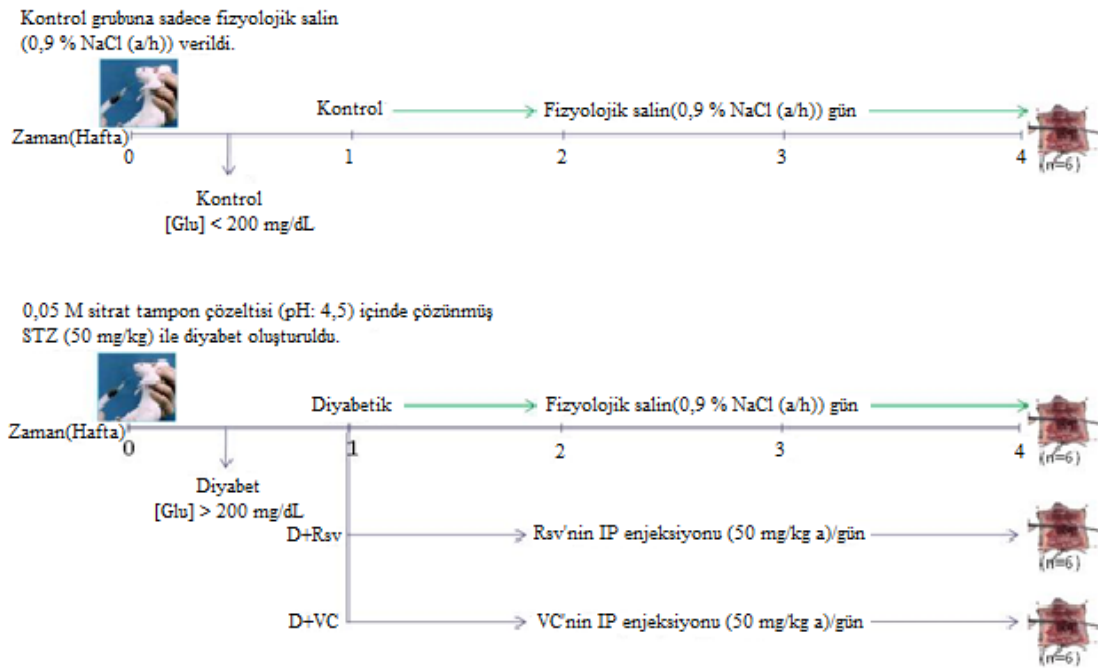 Kontrol grubuna sadece fizyolojik salin
(0,9 % NaCl (a/h)) verildi.
Kontrol
Fizyolojik salin(0,9 % NaCl (a/h)) gün
Zaman(Hafta)
0
1
2
3
4
(n=6)
Kontrol
[Glu] < 200 mg/dL
0,05 M sitrat tampon çözeltisi (pH: 4,5) içinde çözünmüş
STZ (50 mg/kg) ile diyabet oluşturuldu.
Diyabetik
Fizyolojik salin(0,9 % NaCl (a/h)) gün
Zaman(Hafta)
0
1
2
3
4
(n=6)
Diyabet
[Glu] > 200 mg/dL
D+Rsv
Rsv'nin IP enjeksiyonu (50 mg/kg a)/gün
(n=6)
D+VC
VC'nin IP enjeksiyonu (50 mg/kg a)/gün
(n=6)